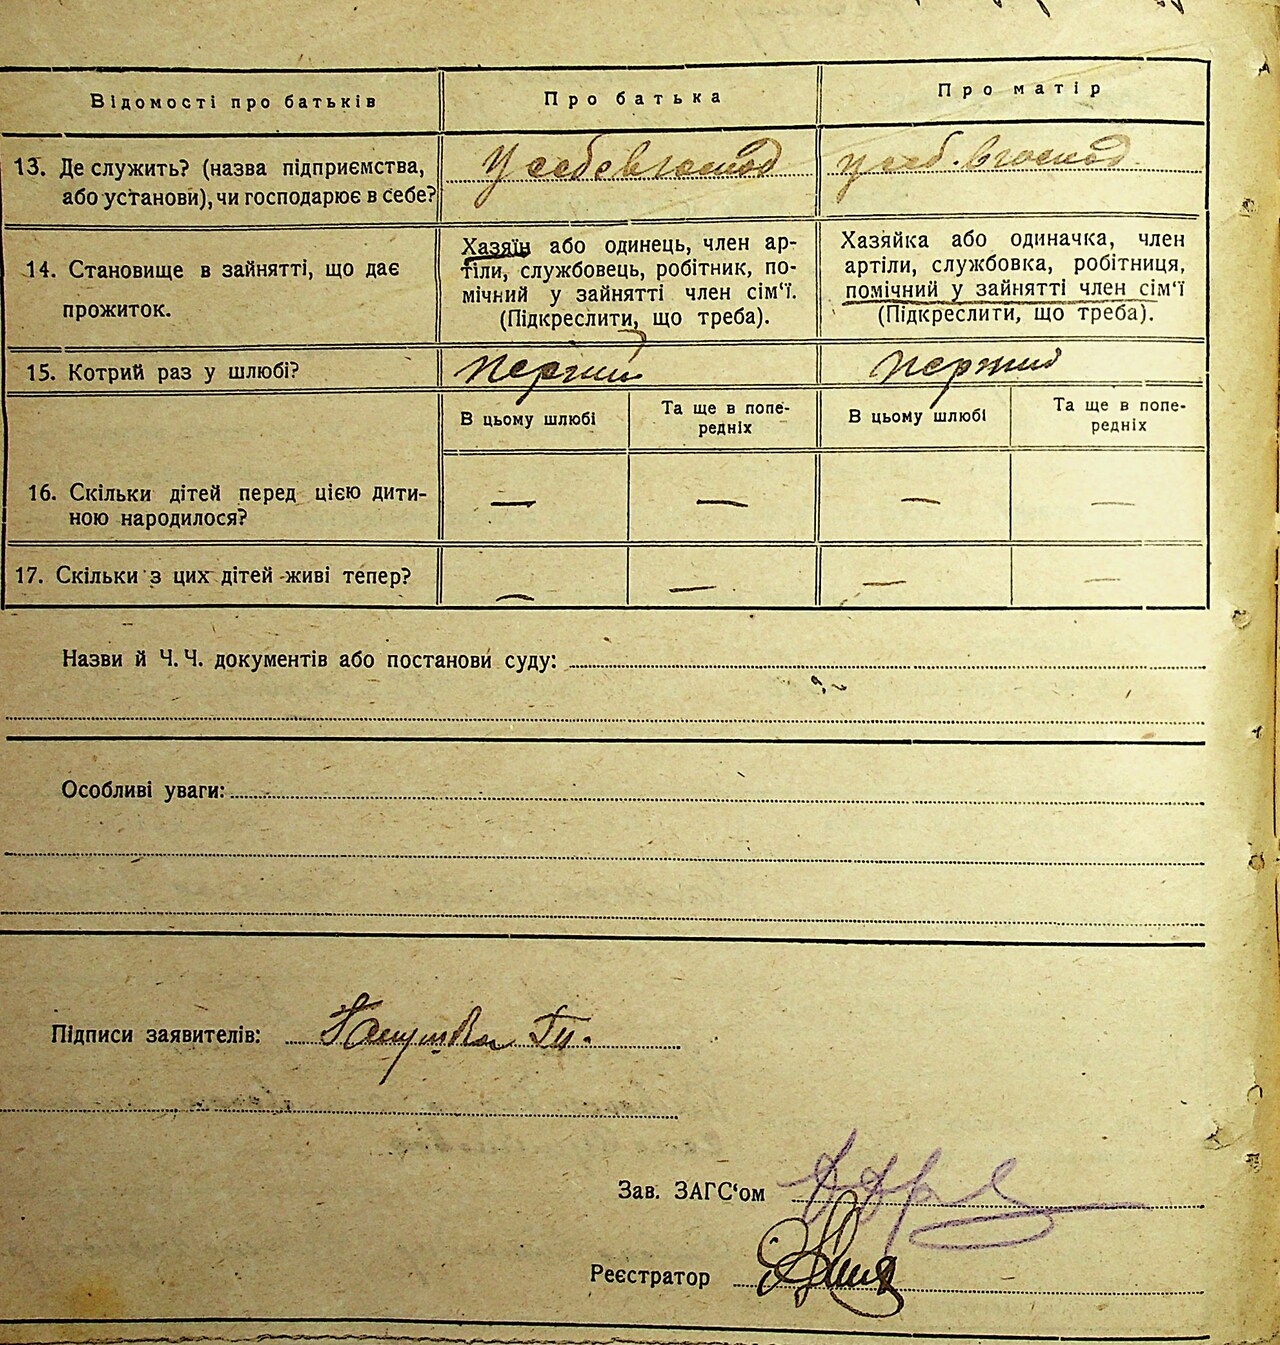 Відомості про батьків
Про батька
Про матір
13. Де служить? (назва підприємства,
або установи), чи господарює в себе?
у себе в господ
у себ. в господ.
14. Становище в зайнятті, що дає
прожиток.
Хазяїн або одинець, член ар-
тіли, службовець, робітник, по-
мічний у зайнятті член сім‘ї.
(Підкреслити, що треба).
Хазяйка або одиначка, член
артіли, службовка, робітниця,
помічний у зайнятті член сім‘ї
(Підкреслити, що треба).
15. Котрий раз у шлюбі?
перший
перший
В цьому шлюбі
Та ще в попе-
редніх
В цьому шлюбі
Та ще в попе-
редніх
16. Скільки дітей перед цією дити-
ною народилося?
— — — —
17. Скільки з цих дітей живі тепер?
— — — —
Назви й Ч. Ч. документів або постанови суду:
Особливі уваги:
Підписи заявителів:
Зав. ЗАГС‘ом
Реєстратор